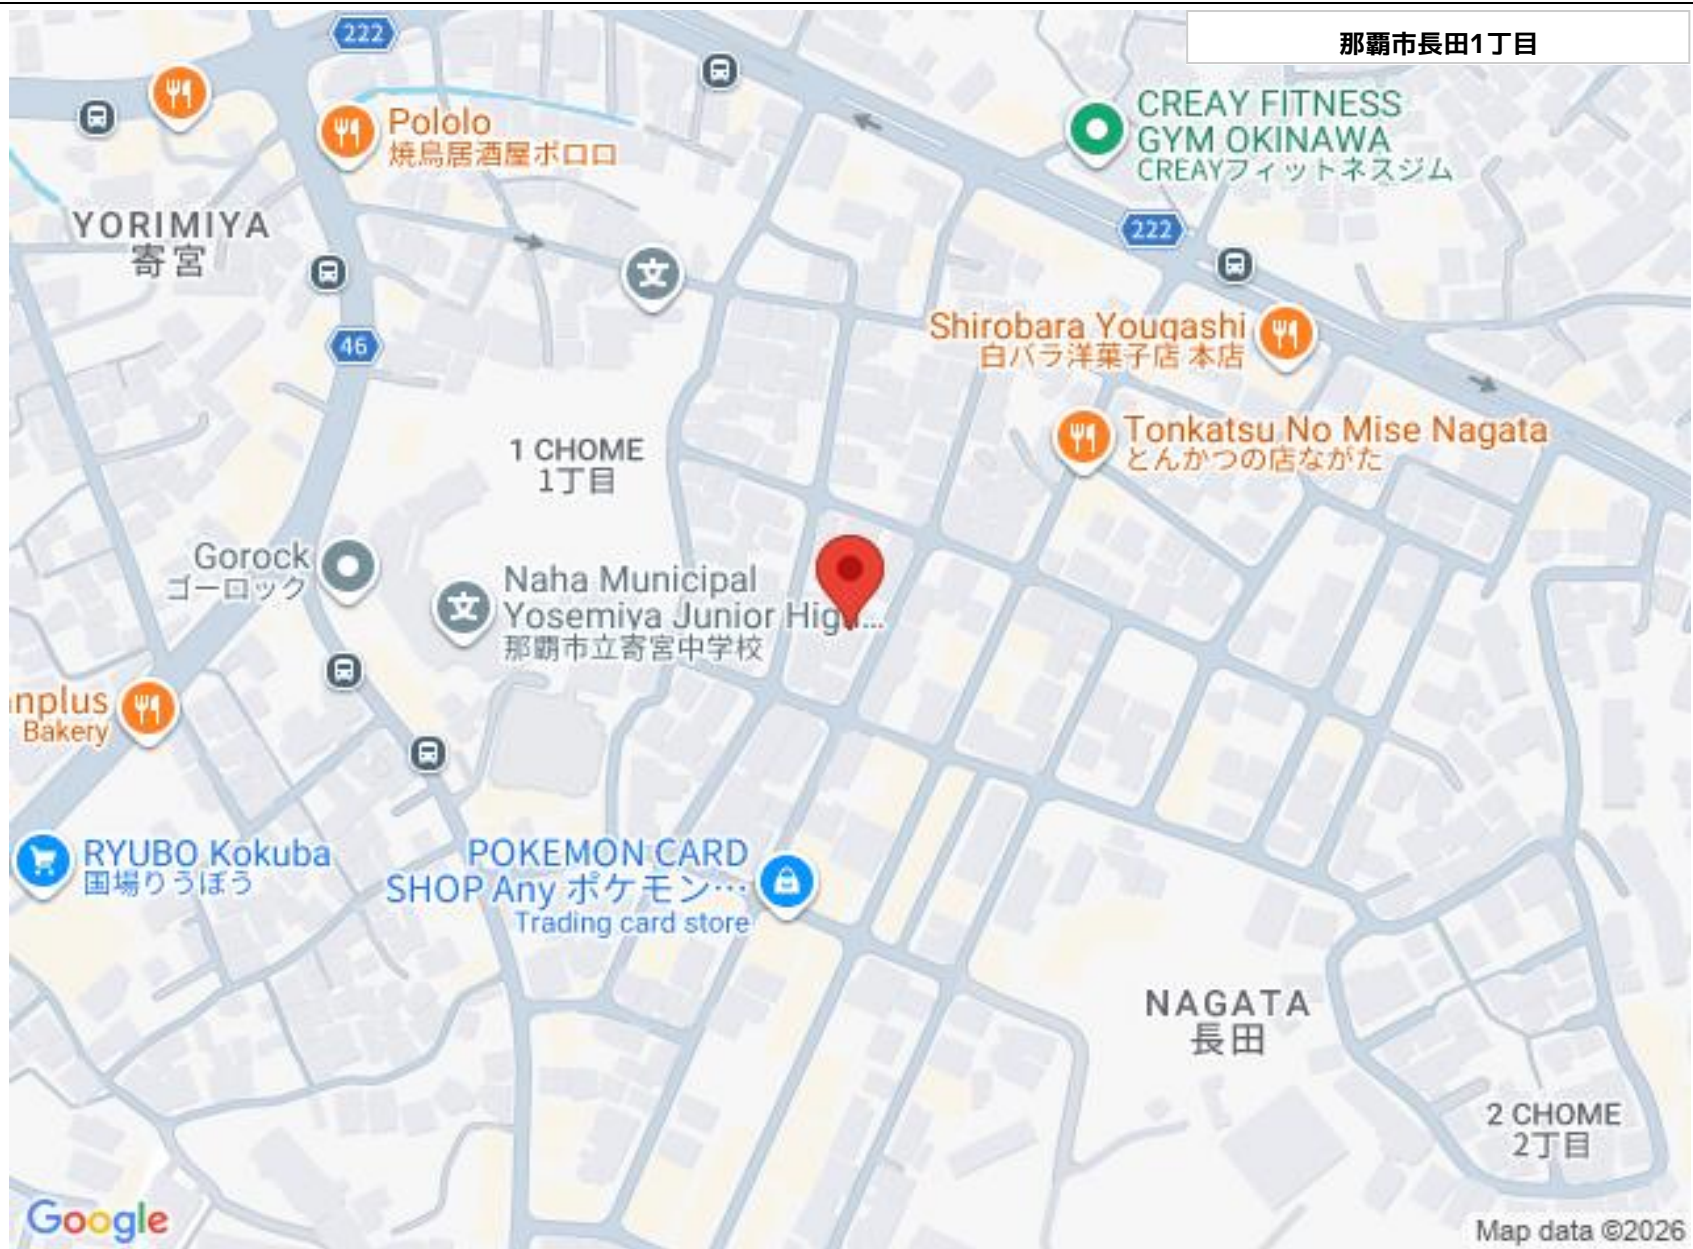 那覇市長田1丁目
222
CREAY FITNESS
GYM OKINAWA
CREAYフィットネスジム
Pololo
焼鳥居酒屋ポロロ
YORIMIYA
寄宮
文
222
46
Shirobara Yougashi
白バラ洋菓子店 本店
Tonkatsu No Mise Nagata
とんかつの店ながた
1 CHOME
1丁目
Gorock
ゴーロック
文
Naha Municipal
Yosemiya Junior High…
那覇市立寄宮中学校
nplus
Bakery
RYUBO Kokuba
国場りうぼう
POKEMON CARD
SHOP Any ポケモン…
Trading card store
NAGATA
長田
2 CHOME
2丁目
Google
Map data ©2026